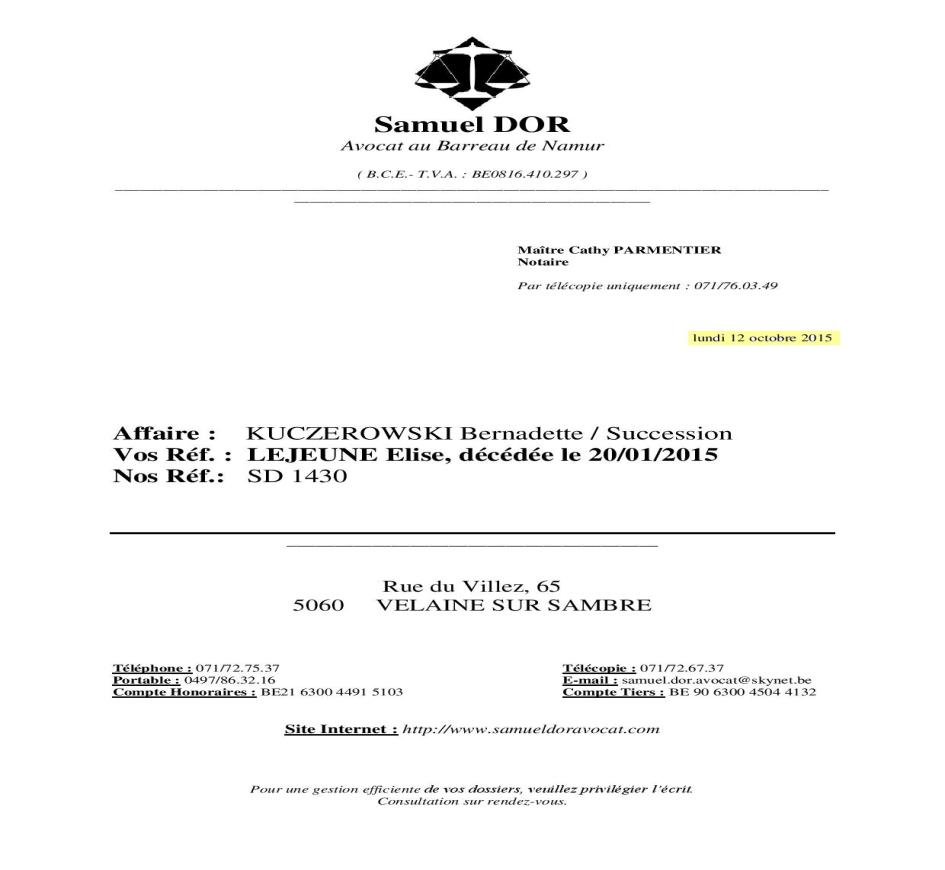 Samuel DOR
Avocat au Barreau de Namur
( B.C.E.- T.V.A. : BE0816.410.297 )
Maître Cathy PARMENTIER
Notaire
Par télécopie uniquement : 071/76.03.49
lundi 12 octobre 2015
Affaire : KUCZEROWSKI Bernadette / Succession
Vos Réf. : LEJEUNE Elise, décédée le 20/01/2015
Nos Réf.: SD 1430
Rue du Villez, 65
5060 VELAINE SUR SAMBRE
Téléphone : 071/72.75.37 Télécopie : 071/72.67.37
Portable : 0497/86.32.16 E-mail : samuel.dor.avocat@skynet.be
Compte Honoraires : BE21 6300 4491 5103 Compte Tiers : BE 90 6300 4504 4132
Site Internet : http://www.samueldoravocat.com
Pour une gestion efficiente de vos dossiers, veuillez privilégier l'écrit.
Consultation sur rendez-vous.